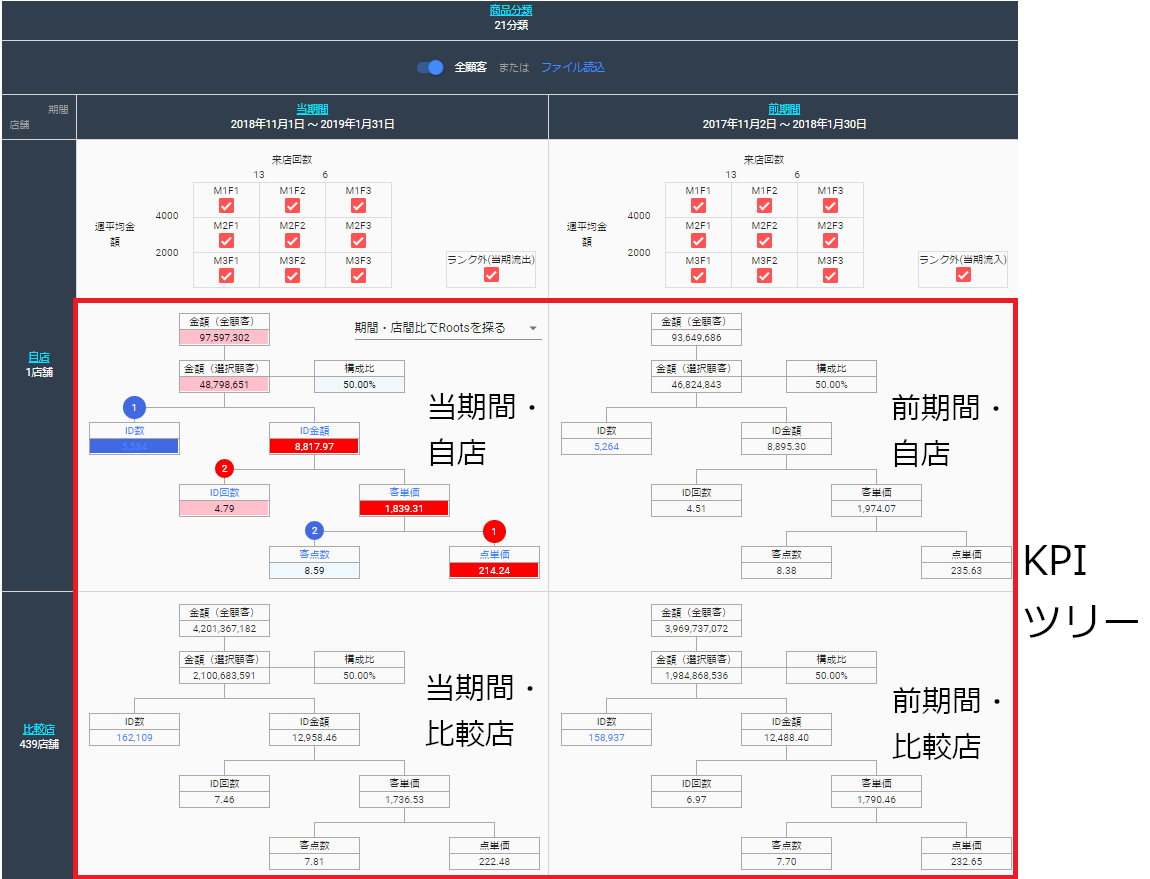 商品分類
21分類
全顧客 または ファイル読込
期間
店舗
当期間
2018年11月1日 ～ 2019年1月31日
前期間
2017年11月2日 ～ 2018年1月30日
来店回数
13 6
M1F1 M1F2 M1F3
4000
週平均金
額
M2F1 M2F2 M2F3
2000
M3F1 M3F2 M3F3
ランク外(当期流出)
来店回数
13 6
M1F1 M1F2 M1F3
4000
週平均金
額
M2F1 M2F2 M2F3
2000
M3F1 M3F2 M3F3
ランク外(当期流入)
自店
1店舗
金額（全顧客）
97,597,302
期間・店間比でRootsを探る
金額（選択顧客） 構成比
48,798,651 50.00%
1
ID数 ID金額
5,534 8,817.97
2
ID回数 客単価
4.79 1,839.31
2 1
客点数 点単価
8.59 214.24
当期間・
自店
金額（全顧客）
93,649,686
金額（選択顧客） 構成比
46,824,843 50.00%
ID数 ID金額
5,264 8,895.30
ID回数 客単価
4.51 1,974.07
客点数 点単価
8.38 235.63
前期間・
自店
KPI
ツリー
比較店
439店舗
金額（全顧客）
4,201,367,182
金額（選択顧客） 構成比
2,100,683,591 50.00%
ID数 ID金額
162,109 12,958.46
ID回数 客単価
7.46 1,736.53
客点数 点単価
7.81 222.48
当期間・
比較店
金額（全顧客）
3,969,737,072
金額（選択顧客） 構成比
1,984,868,536 50.00%
ID数 ID金額
158,937 12,488.40
ID回数 客単価
6.97 1,790.46
客点数 点単価
7.70 232.65
前期間・
比較店